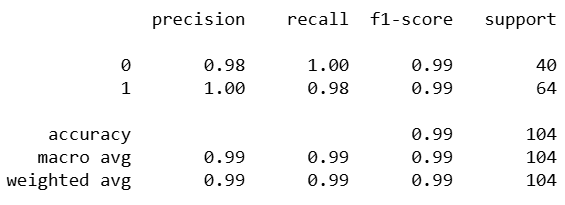 precision recall f1-score support
0 0.98 1.00 0.99 40
1 1.00 0.98 0.99 64
accuracy 0.99 104
macro avg 0.99 0.99 0.99 104
weighted avg 0.99 0.99 0.99 104